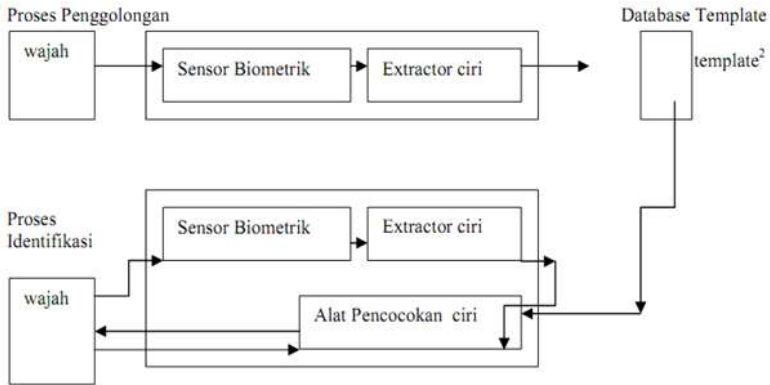 Proses Penggolongan
Database Template
wajah
Sensor Biometrik
Extractor ciri
template²
Proses
Identifikasi
Sensor Biometrik
Extractor ciri
wajah
Alat Pencocokan ciri